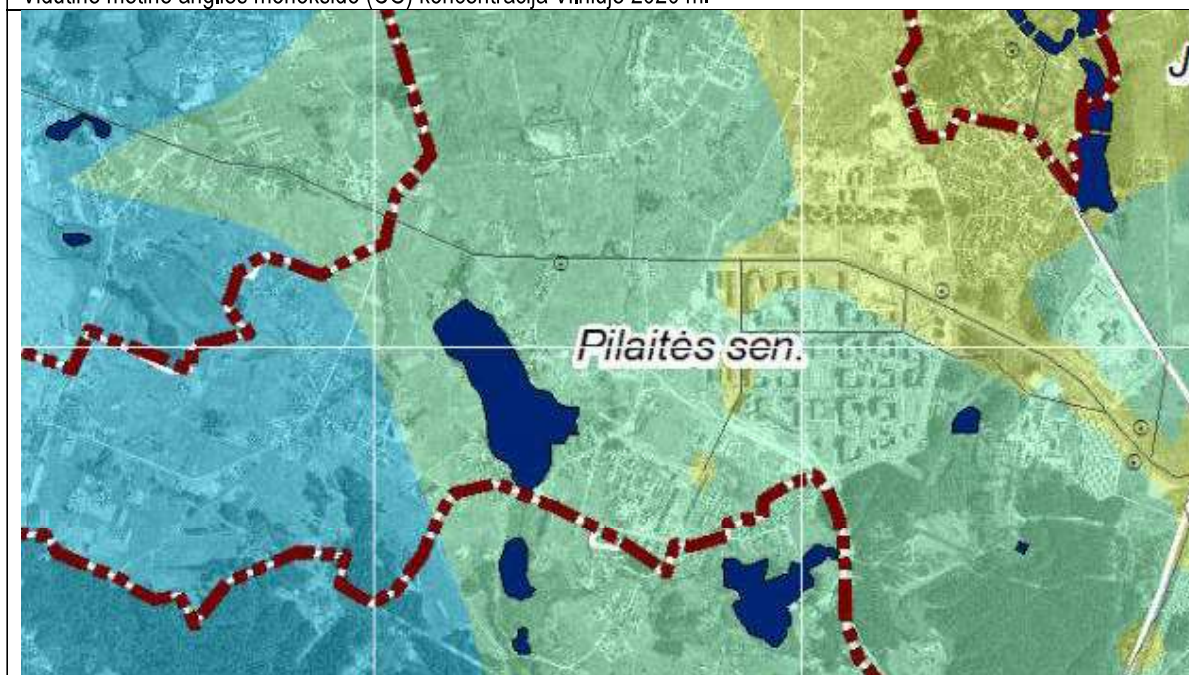 Vidutinė metinė anglies monoksido (CO) koncentracija Vilniuje 2020 m.
J
Pilaitės sen.